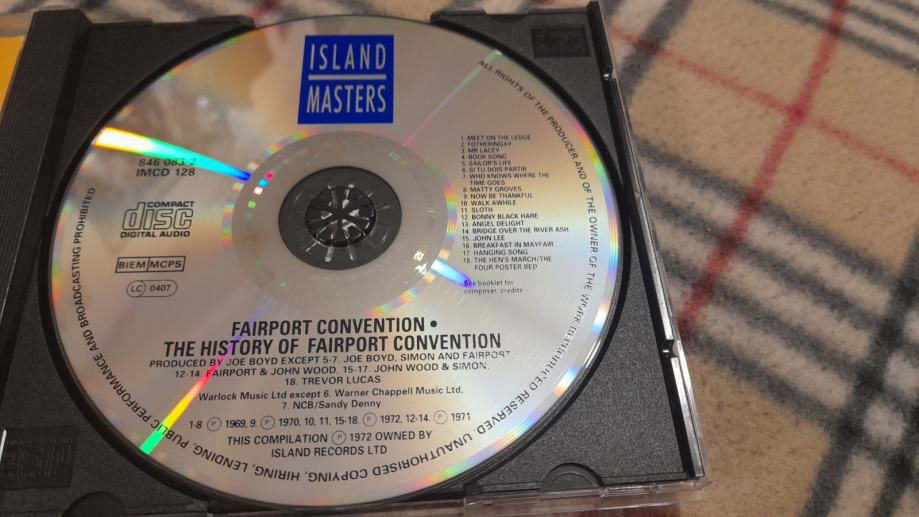 ISLAND
MASTERS
846 083-2
IMCD 128
COMPACT
disc
DIGITAL AUDIO
BIEM MCPS
LC 0407
1 MEET ON THE LEDGE
2 FOTHERINGAY
3 MR LACEY
4 BOOK SONG
5 SAILOR'S LIFE
6 SI TU DOIS PARTIR
7 WHO KNOWS WHERE THE
TIME GOES
8 MATTY GROVES
9 NOW BE THANKFUL
10 WALK AWHILE
11 SLOTH
12 BONNY BLACK HARE
13 ANGEL DELIGHT
14 BRIDGE OVER THE RIVER ASH
15 JOHN LEE
16 BREAKFAST IN MAYFAIR
17 HANGING SONG
18 THE HEN'S MARCH/THE
FOUR POSTER BED
See booklet for
composer credits
FAIRPORT CONVENTION •
THE HISTORY OF FAIRPORT CONVENTION
PRODUCED BY JOE BOYD EXCEPT 5-7. JOE BOYD, SIMON AND FAIRPORT
12-14. FAIRPORT & JOHN WOOD, 15-17. JOHN WOOD & SIMON,
18. TREVOR LUCAS
Warlock Music Ltd except 6. Warner Chappell Music Ltd,
7. NCB/Sandy Denny
1-8. ℗ 1969, 9. ℗ 1970, 10, 11, 15-18. ℗ 1972, 12-14. ℗ 1971
THIS COMPILATION ℗ 1972 OWNED BY
ISLAND RECORDS LTD
ALL RIGHTS OF THE PRODUCER AND OF THE OWNER OF THE WORK REPRODUCED RESERVED. UNAUTHORISED COPYING, HIRING, LENDING, PUBLIC PERFORMANCE AND BROADCASTING PROHIBITED